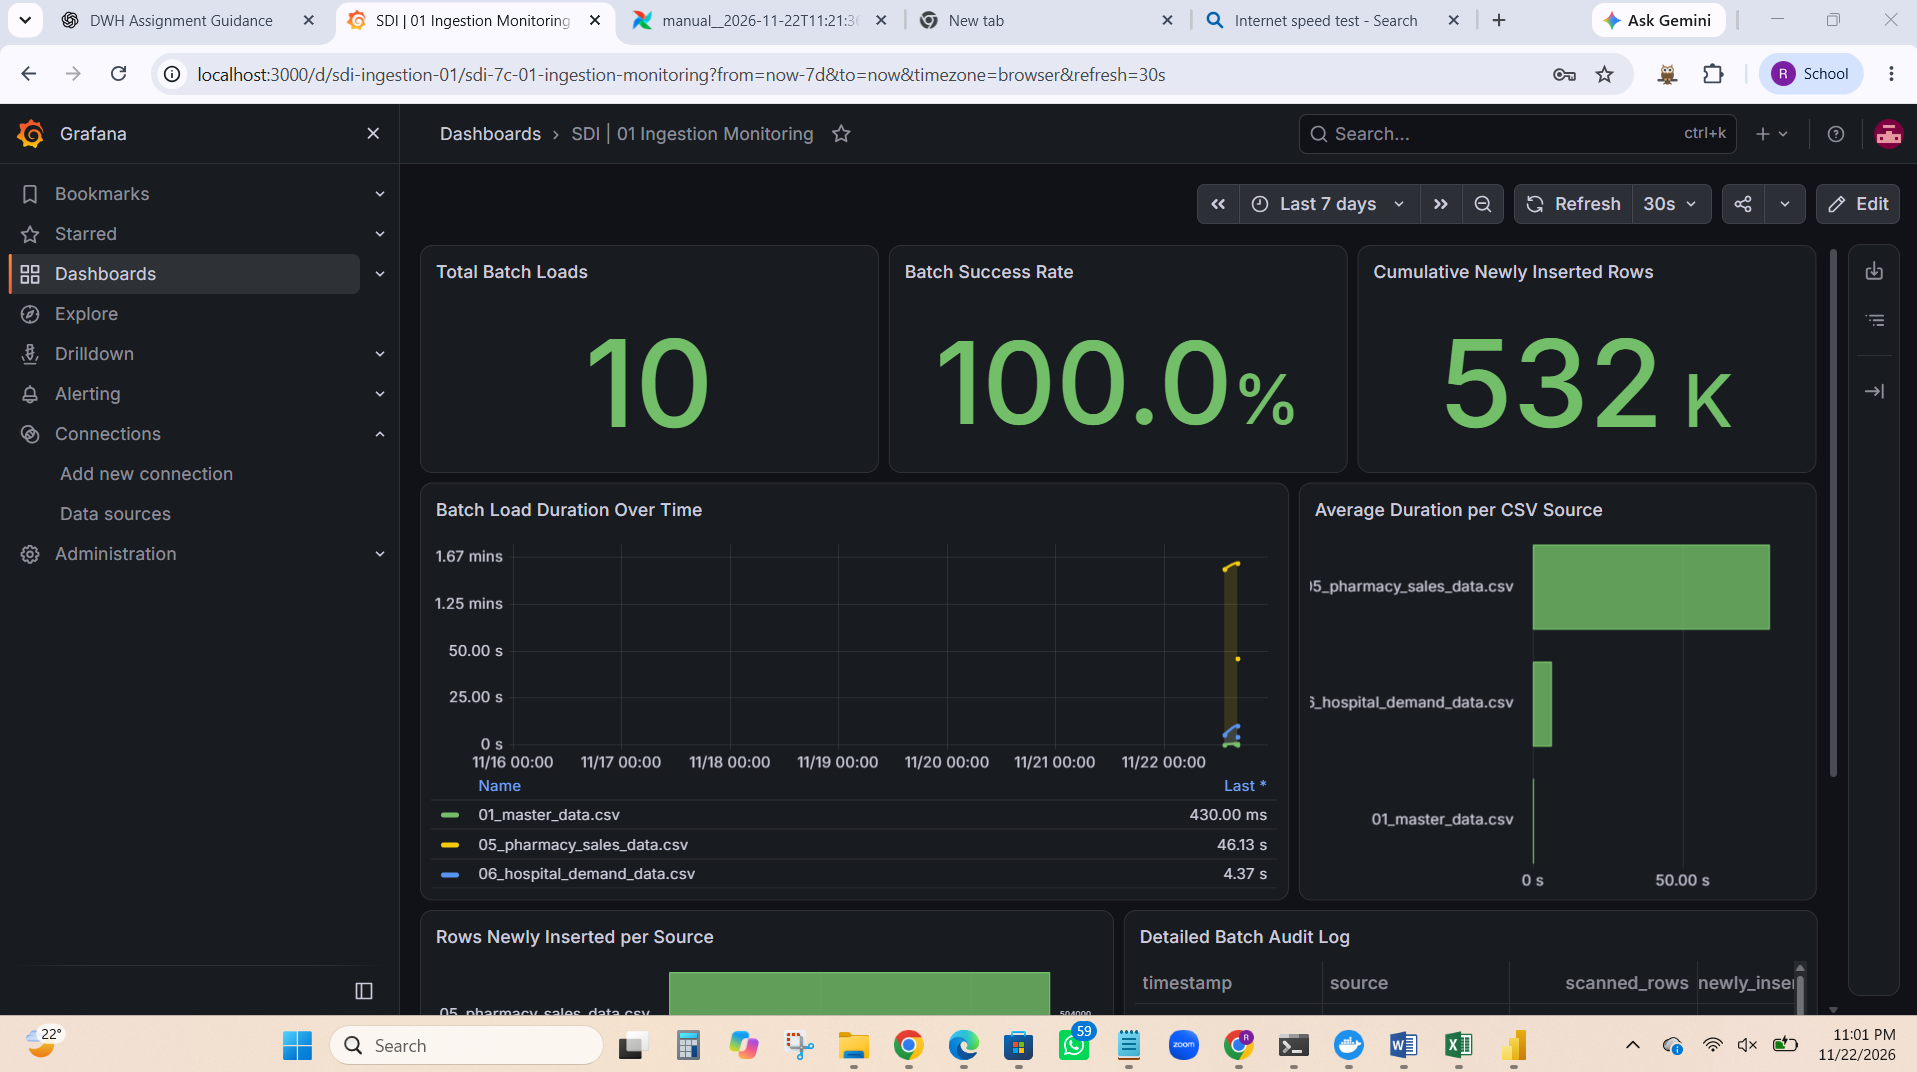 DWH Assignment Guidance
SDI | 01 Ingestion Monitoring
manual__2026-11-22T11:21:36
New tab
Internet speed test - Search
Ask Gemini
localhost:3000/d/sdi-ingestion-01/sdi-7c-01-ingestion-monitoring?from=now-7d&to=now&timezone=browser&refresh=30s
R School
Grafana
Dashboards › SDI | 01 Ingestion Monitoring
Search... ctrl+k
Bookmarks
Starred
Dashboards
Explore
Drilldown
Alerting
Connections
Add new connection
Data sources
Administration
Last 7 days
Refresh 30s
Edit
Total Batch Loads
10
Batch Success Rate
100.0%
Cumulative Newly Inserted Rows
532 K
Batch Load Duration Over Time
1.67 mins
1.25 mins
50.00 s
25.00 s
0 s
11/16 00:00 11/17 00:00 11/18 00:00 11/19 00:00 11/20 00:00 11/21 00:00 11/22 00:00
Name Last *
01_master_data.csv 430.00 ms
05_pharmacy_sales_data.csv 46.13 s
06_hospital_demand_data.csv 4.37 s
Average Duration per CSV Source
5_pharmacy_sales_data.csv
6_hospital_demand_data.csv
01_master_data.csv
0 s 50.00 s
Rows Newly Inserted per Source
05_pharmacy_sales_data.csv
504000
Detailed Batch Audit Log
timestamp source scanned_rows newly_inser
22°
Search
59
zoom
R
11:01 PM
11/22/2026